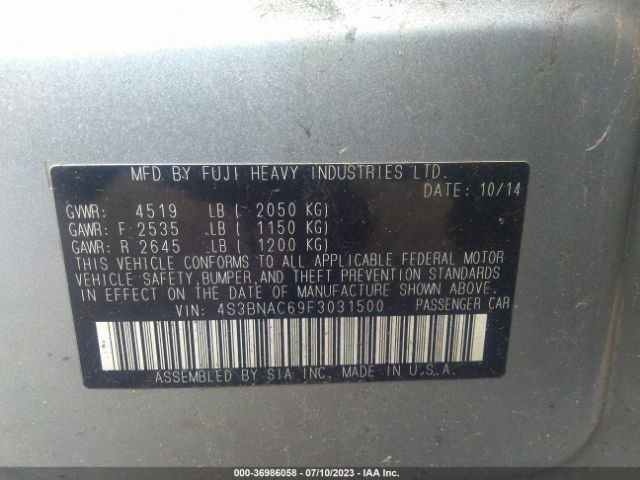 MFD. BY FUJI HEAVY INDUSTRIES LTD.
DATE: 10/14
GVWR: 4519 LB ( 2050 KG)
GAWR: F 2535 LB ( 1150 KG)
GAWR: R 2645 LB ( 1200 KG)
THIS VEHICLE CONFORMS TO ALL APPLICABLE FEDERAL MOTOR
VEHICLE SAFETY, BUMPER, AND THEFT PREVENTION STANDARDS
IN EFFECT ON THE DATE OF MANUFACTURE SHOWN ABOVE.
VIN: 4S3BNAC69F3031500 PASSENGER CAR
ASSEMBLED BY SIA INC. MADE IN U.S.A.
000-36986058 - 07/10/2023 - IAA Inc.